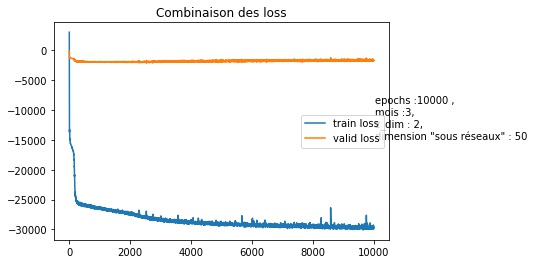 Combinaison des loss
0
−5000
−10000
−15000
−20000
−25000
−30000
0
2000
4000
6000
8000
10000
train loss
valid loss
epochs :10000 ,
mois :3,
dim : 2,
"sous réseaux" : 50